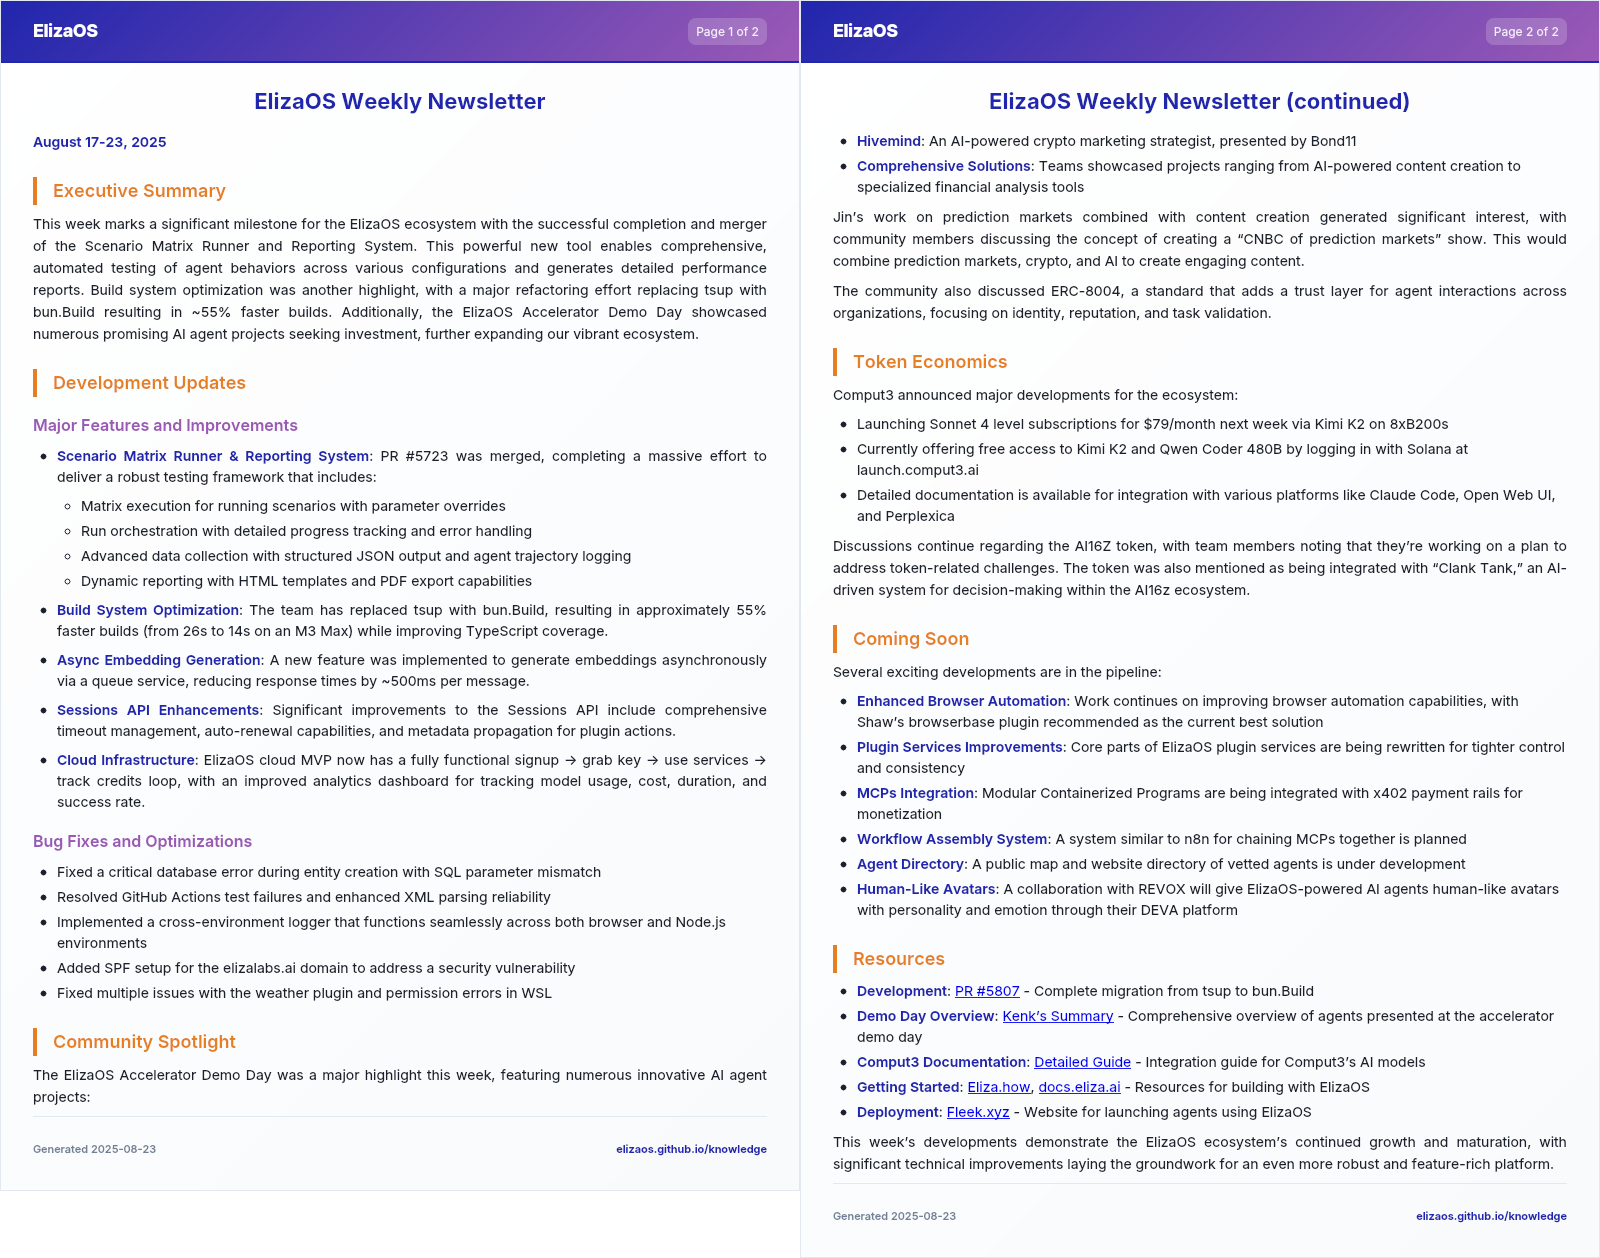 ElizaOS
Page 1 of 2
ElizaOS Weekly Newsletter
August 17-23, 2025
Executive Summary
This week marks a significant milestone for the ElizaOS ecosystem with the successful completion and merger
of the Scenario Matrix Runner and Reporting System. This powerful new tool enables comprehensive,
automated testing of agent behaviors across various configurations and generates detailed performance
reports. Build system optimization was another highlight, with a major refactoring effort replacing tsup with
bun.Build resulting in ~55% faster builds. Additionally, the ElizaOS Accelerator Demo Day showcased
numerous promising AI agent projects seeking investment, further expanding our vibrant ecosystem.
Development Updates
Major Features and Improvements
• Scenario Matrix Runner & Reporting System: PR #5723 was merged, completing a massive effort to
deliver a robust testing framework that includes:
◦ Matrix execution for running scenarios with parameter overrides
◦ Run orchestration with detailed progress tracking and error handling
◦ Advanced data collection with structured JSON output and agent trajectory logging
◦ Dynamic reporting with HTML templates and PDF export capabilities
• Build System Optimization: The team has replaced tsup with bun.Build, resulting in approximately 55%
faster builds (from 26s to 14s on an M3 Max) while improving TypeScript coverage.
• Async Embedding Generation: A new feature was implemented to generate embeddings asynchronously
via a queue service, reducing response times by ~500ms per message.
• Sessions API Enhancements: Significant improvements to the Sessions API include comprehensive
timeout management, auto-renewal capabilities, and metadata propagation for plugin actions.
• Cloud Infrastructure: ElizaOS cloud MVP now has a fully functional signup → grab key → use services →
track credits loop, with an improved analytics dashboard for tracking model usage, cost, duration, and
success rate.
Bug Fixes and Optimizations
• Fixed a critical database error during entity creation with SQL parameter mismatch
• Resolved GitHub Actions test failures and enhanced XML parsing reliability
• Implemented a cross-environment logger that functions seamlessly across both browser and Node.js
environments
• Added SPF setup for the elizalabs.ai domain to address a security vulnerability
• Fixed multiple issues with the weather plugin and permission errors in WSL
Community Spotlight
The ElizaOS Accelerator Demo Day was a major highlight this week, featuring numerous innovative AI agent
projects:
Generated 2025-08-23
elizaos.github.io/knowledge
ElizaOS
Page 2 of 2
ElizaOS Weekly Newsletter (continued)
• Hivemind: An AI-powered crypto marketing strategist, presented by Bond11
• Comprehensive Solutions: Teams showcased projects ranging from AI-powered content creation to
specialized financial analysis tools
Jin's work on prediction markets combined with content creation generated significant interest, with
community members discussing the concept of creating a “CNBC of prediction markets” show. This would
combine prediction markets, crypto, and AI to create engaging content.
The community also discussed ERC-8004, a standard that adds a trust layer for agent interactions across
organizations, focusing on identity, reputation, and task validation.
Token Economics
Comput3 announced major developments for the ecosystem:
• Launching Sonnet 4 level subscriptions for $79/month next week via Kimi K2 on 8xB200s
• Currently offering free access to Kimi K2 and Qwen Coder 480B by logging in with Solana at
launch.comput3.ai
• Detailed documentation is available for integration with various platforms like Claude Code, Open Web UI,
and Perplexica
Discussions continue regarding the AI16Z token, with team members noting that they're working on a plan to
address token-related challenges. The token was also mentioned as being integrated with “Clank Tank,” an AI-
driven system for decision-making within the AI16z ecosystem.
Coming Soon
Several exciting developments are in the pipeline:
• Enhanced Browser Automation: Work continues on improving browser automation capabilities, with
Shaw's browserbase plugin recommended as the current best solution
• Plugin Services Improvements: Core parts of ElizaOS plugin services are being rewritten for tighter control
and consistency
• MCPs Integration: Modular Containerized Programs are being integrated with x402 payment rails for
monetization
• Workflow Assembly System: A system similar to n8n for chaining MCPs together is planned
• Agent Directory: A public map and website directory of vetted agents is under development
• Human-Like Avatars: A collaboration with REVOX will give ElizaOS-powered AI agents human-like avatars
with personality and emotion through their DEVA platform
Resources
• Development: PR #5807 - Complete migration from tsup to bun.Build
• Demo Day Overview: Kenk's Summary - Comprehensive overview of agents presented at the accelerator
demo day
• Comput3 Documentation: Detailed Guide - Integration guide for Comput3's AI models
• Getting Started: Eliza.how, docs.eliza.ai - Resources for building with ElizaOS
• Deployment: Fleek.xyz - Website for launching agents using ElizaOS
This week's developments demonstrate the ElizaOS ecosystem's continued growth and maturation, with
significant technical improvements laying the groundwork for an even more robust and feature-rich platform.
Generated 2025-08-23
elizaos.github.io/knowledge